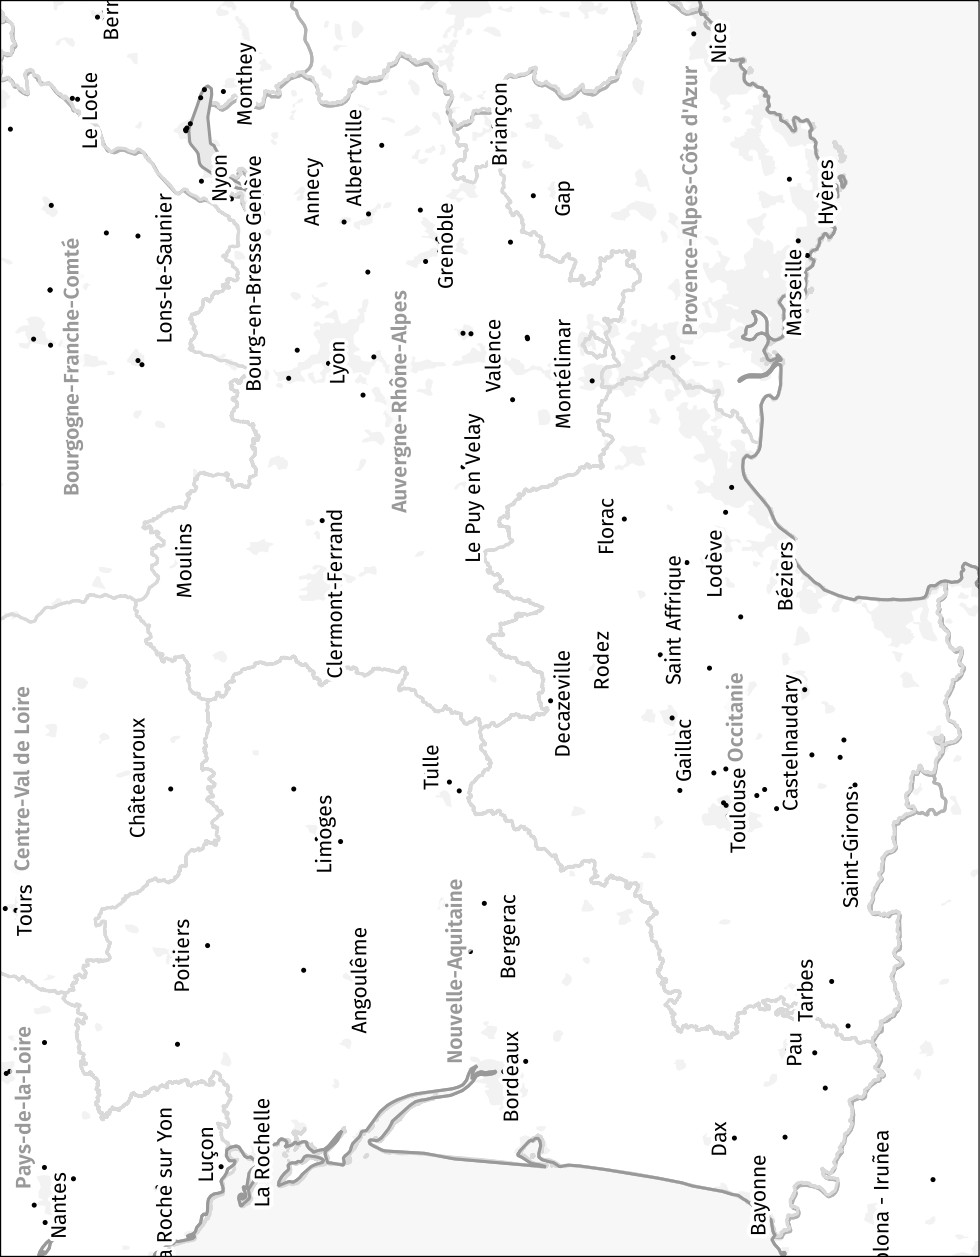 Nice
Bern
Monthey
Le Locle
Briançon
Provence-Alpes-Côte d'Azur
Albertville
Nyon
Annecy
Genève
Hyères
Gap
Lons-le-Saunier
Grenoble
Bourgogne-Franche-Comté
Bourg-en-Bresse
Marseille
Auvergne-Rhône-Alpes
Lyon
Valence
Montélimar
Le Puy en Velay
Moulins
Clermont-Ferrand
Florac
Lodève
Béziers
Saint Affrique
Rodez
Decazeville
Occitanie
Centre-Val de Loire
Châteauroux
Tulle
Gaillac
Castelnaudary
Toulouse
Limoges
Saint-Girons
Tours
Poitiers
Angoulême
Nouvelle-Aquitaine
Bergerac
Tarbes
Pau
Bordeaux
Pays-de-la-Loire
Nantes
a Roche sur Yon
Luçon
La Rochelle
Dax
Bayonne
plona - Iruñea